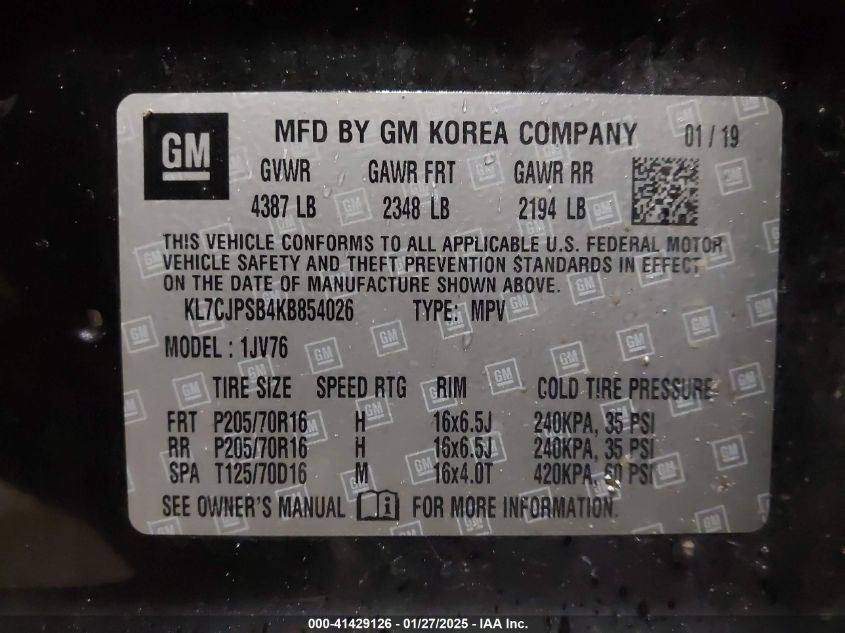 GM MFD BY GM KOREA COMPANY 01/19
GVWR GAWR FRT GAWR RR
4387 LB 2348 LB 2194 LB
THIS VEHICLE CONFORMS TO ALL APPLICABLE U.S. FEDERAL MOTOR
VEHICLE SAFETY AND THEFT PREVENTION STANDARDS IN EFFECT
ON THE DATE OF MANUFACTURE SHOWN ABOVE.
KL7CJPSB4KB854026 TYPE: MPV
MODEL : 1JV76
TIRE SIZE SPEED RTG RIM COLD TIRE PRESSURE
FRT P205/70R16 H 16x6.5J 240KPA, 35 PSI
RR P205/70R16 H 16x6.5J 240KPA, 35 PSI
SPA T125/70D16 M 16x4.0T 420KPA, 60 PSI
SEE OWNER'S MANUAL i FOR MORE INFORMATION.
000-41429126 - 01/27/2025 - IAA Inc.